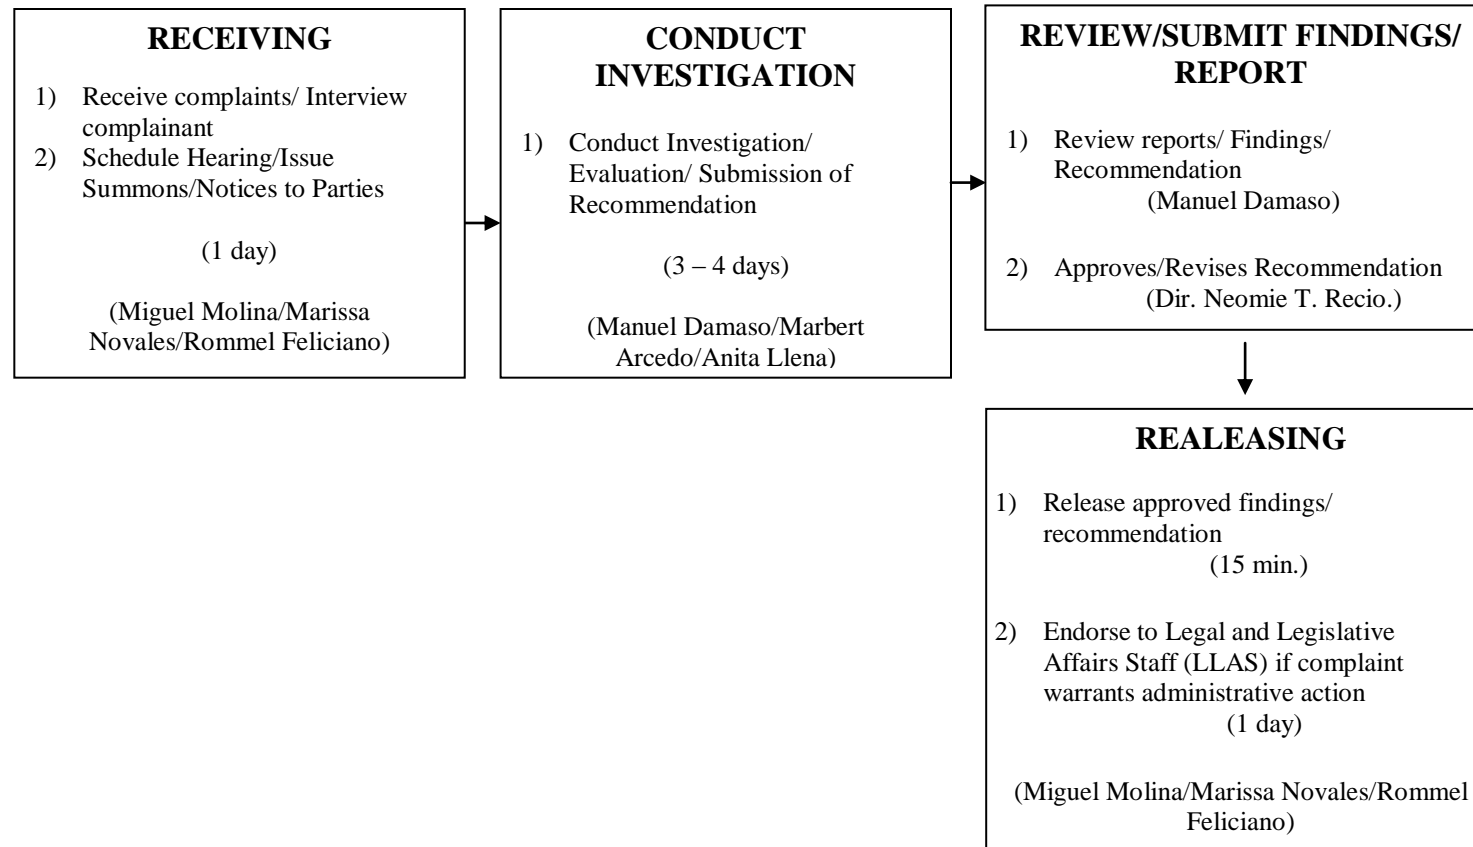 RECEIVING
1) Receive complaints/ Interview
complainant
2) Schedule Hearing/Issue
Summons/Notices to Parties
(1 day)
(Miguel Molina/Marissa
Novales/Rommel Feliciano)
CONDUCT
INVESTIGATION
1) Conduct Investigation/
Evaluation/ Submission of
Recommendation
(3 – 4 days)
(Manuel Damaso/Marbert
Arcedo/Anita Llena)
REVIEW/SUBMIT FINDINGS/
REPORT
1) Review reports/ Findings/
Recommendation
(Manuel Damaso)
2) Approves/Revises Recommendation
(Dir. Neomie T. Recio.)
REALEASING
1) Release approved findings/
recommendation
(15 min.)
2) Endorse to Legal and Legislative
Affairs Staff (LLAS) if complaint
warrants administrative action
(1 day)
(Miguel Molina/Marissa Novales/Rommel
Feliciano)